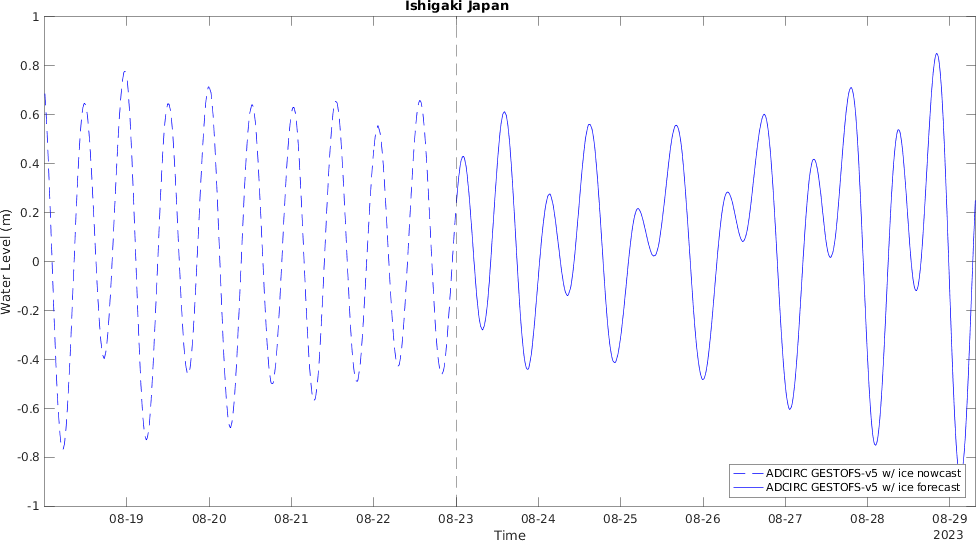 Ishigaki Japan
Water Level (m)
1
0.8
0.6
0.4
0.2
0
-0.2
-0.4
-0.6
-0.8
-1
08-19 08-20 08-21 08-22 08-23 08-24 08-25 08-26 08-27 08-28 08-29
2023
Time
ADCIRC GESTOFS-v5 w/ ice nowcast
ADCIRC GESTOFS-v5 w/ ice forecast